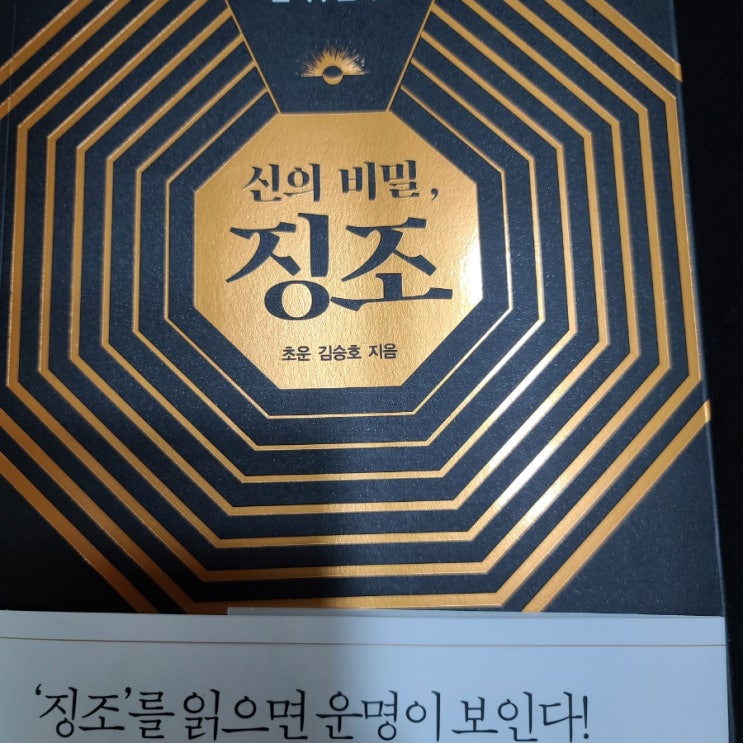 신의 비밀,
징조
초운 김승호 지음
‘징조’를 읽으면 운명이 보인다!